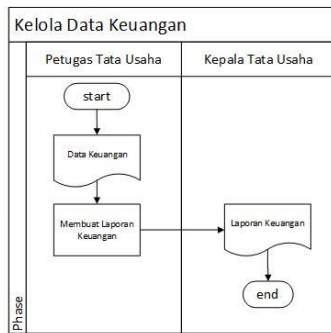 Kelola Data Keuangan
Petugas Tata Usaha
Kepala Tata Usaha
start
Data Keuangan
Membuat Laporan
Keuangan
Laporan Keuangan
end
Phase